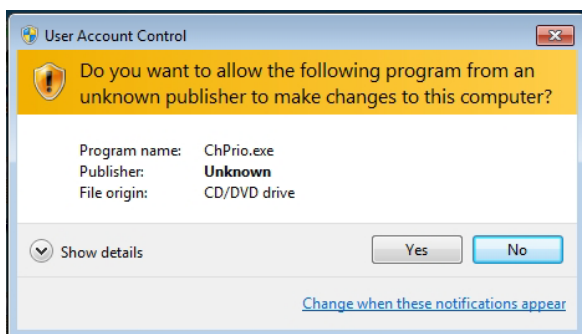 User Account Control
Do you want to allow the following program from an
unknown publisher to make changes to this computer?
Program name: ChPrio.exe
Publisher: Unknown
File origin: CD/DVD drive
Show details
Yes No
Change when these notifications appear